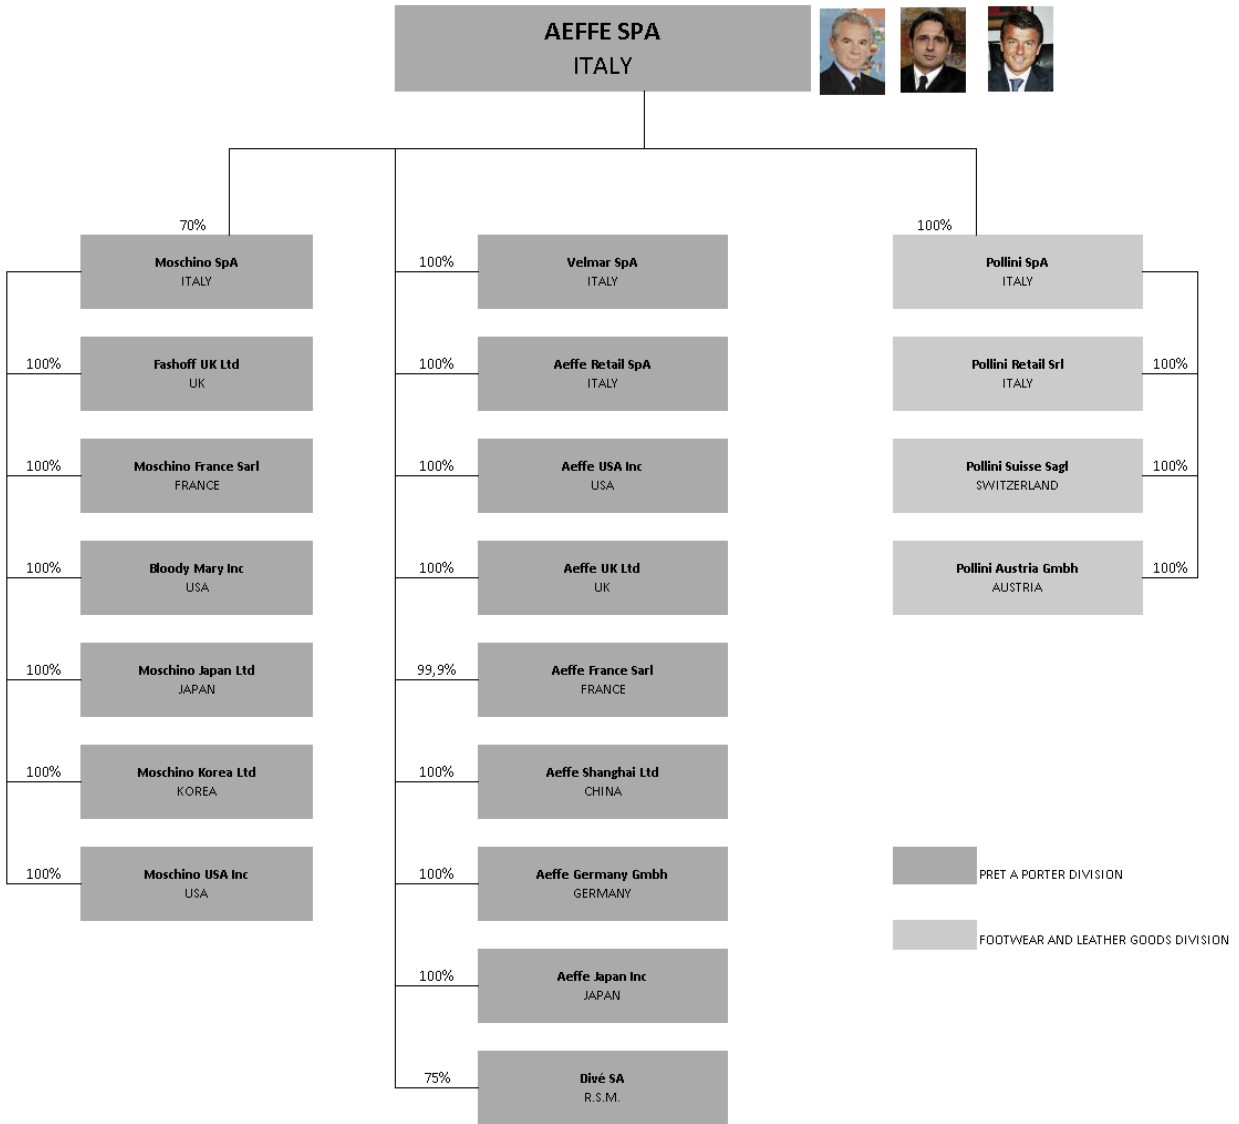 AEFFE SPA
ITALY
70%
Moschino SpA
ITALY
100%
Fashoff UK Ltd
UK
100%
Moschino France Sarl
FRANCE
100%
Bloody Mary Inc
USA
100%
Moschino Japan Ltd
JAPAN
100%
Moschino Korea Ltd
KOREA
100%
Moschino USA Inc
USA
100%
Velmar SpA
ITALY
100%
Aeffe Retail SpA
ITALY
100%
Aeffe USA Inc
USA
100%
Aeffe UK Ltd
UK
99,9%
Aeffe France Sarl
FRANCE
100%
Aeffe Shanghai Ltd
CHINA
100%
Aeffe Germany Gmbh
GERMANY
100%
Aeffe Japan Inc
JAPAN
75%
Divé SA
R.S.M.
100%
Pollini SpA
ITALY
Pollini Retail Srl
ITALY
100%
Pollini Suisse Sagl
SWITZERLAND
100%
Pollini Austria Gmbh
AUSTRIA
100%
PRET A PORTER DIVISION
FOOTWEAR AND LEATHER GOODS DIVISION